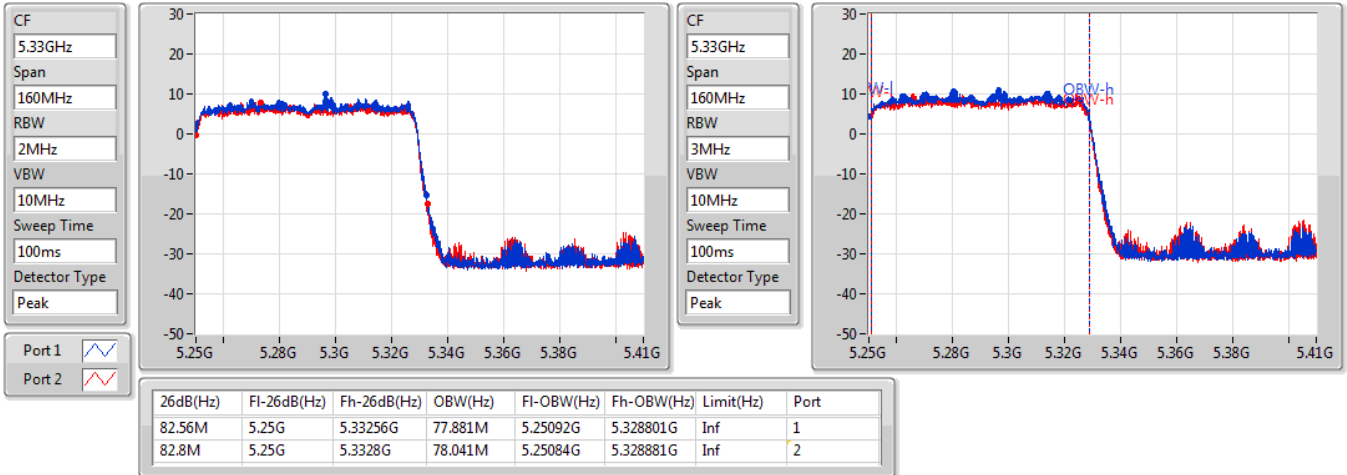 CF
5.33GHz
Span
160MHz
RBW
2MHz
VBW
10MHz
Sweep Time
100ms
Detector Type
Peak
Port 1
Port 2
30
20
10
0
-10
-20
-30
-40
-50
5.25G 5.28G 5.3G 5.32G 5.34G 5.36G 5.38G 5.41G
CF
5.33GHz
Span
160MHz
RBW
3MHz
VBW
10MHz
Sweep Time
100ms
Detector Type
Peak
30
20
10
0
-10
-20
-30
-40
-50
W-l OBW-h
W-h
5.25G 5.28G 5.3G 5.32G 5.34G 5.36G 5.38G 5.41G
26dB(Hz) Fl-26dB(Hz) Fh-26dB(Hz) OBW(Hz) Fl-OBW(Hz) Fh-OBW(Hz) Limit(Hz) Port
82.56M 5.25G 5.33256G 77.881M 5.25092G 5.328801G Inf 1
82.8M 5.25G 5.3328G 78.041M 5.25084G 5.328881G Inf 2